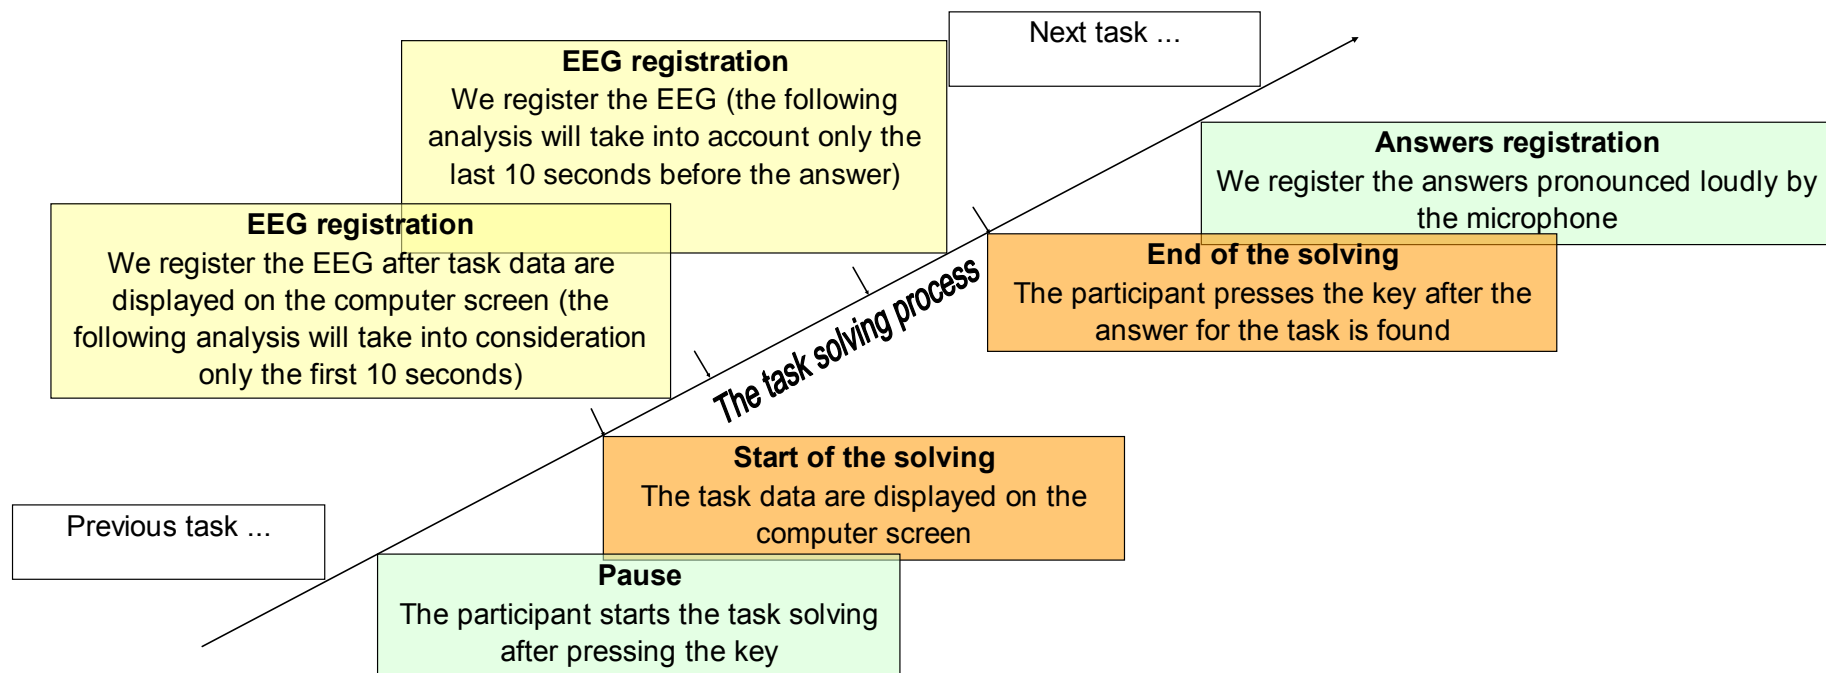 Next task ...
EEG registration
We register the EEG (the following
analysis will take into account only the
last 10 seconds before the answer)
Answers registration
We register the answers pronounced loudly by
the microphone
EEG registration
We register the EEG after task data are
displayed on the computer screen (the
following analysis will take into consideration
only the first 10 seconds)
End of the solving
The participant presses the key after the
answer for the task is found
The task solving process
Start of the solving
The task data are displayed on the
computer screen
Previous task ...
Pause
The participant starts the task solving
after pressing the key